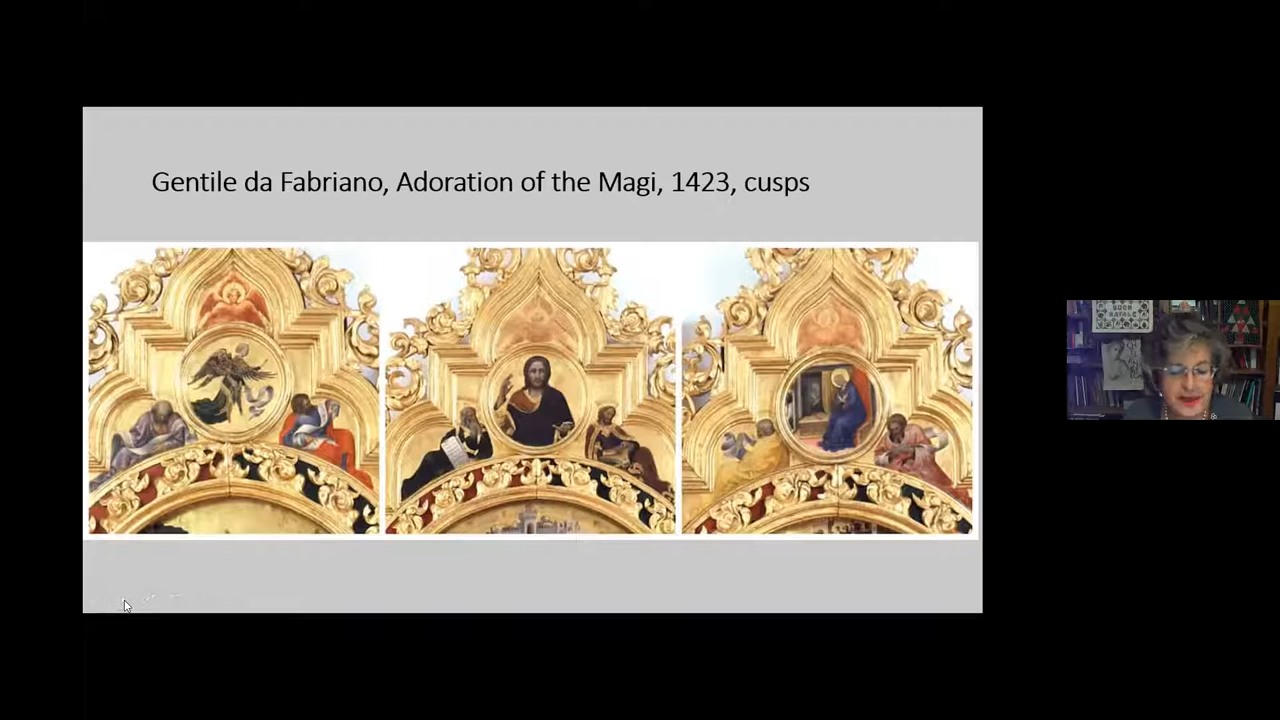 Gentile da Fabriano, Adoration of the Magi, 1423, cusps